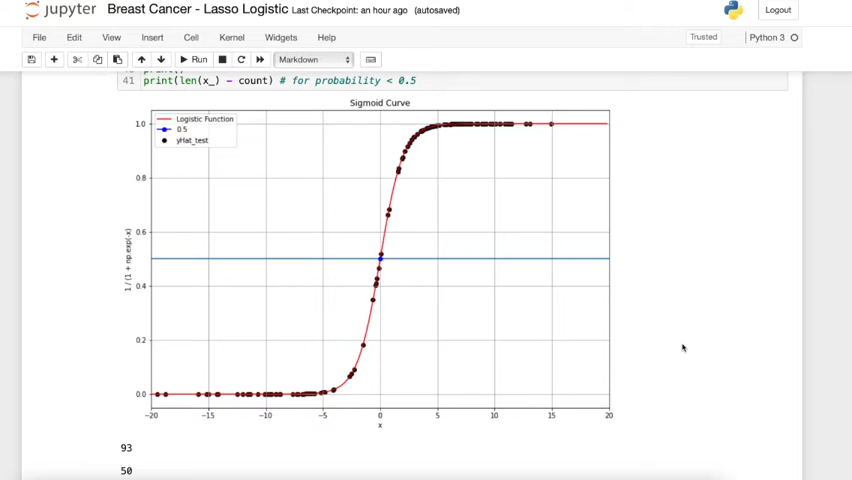 jupyter Breast Cancer - Lasso Logistic Last Checkpoint: an hour ago (autosaved)
Logout
File Edit View Insert Cell Kernel Widgets Help
Trusted Python 3
Run Markdown
41 print(len(x_) - count) # for probability < 0.5
Sigmoid Curve
Logistic Function
0.5
yHat_test
1.0
0.8
0.6
0.4
0.2
0.0
1 / (1 + np.exp(-x)
−20 −15 −10 −5 0 5 10 15 20
x
93
50